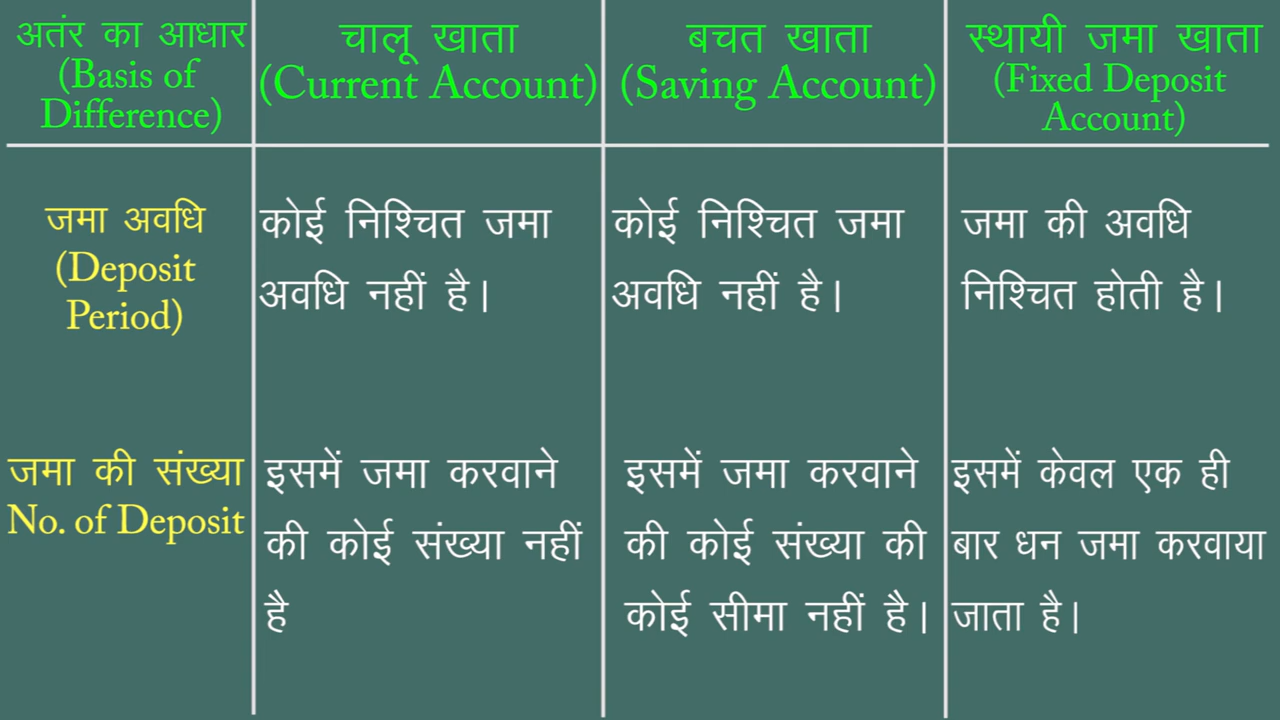 अतंर का आधार
(Basis of
Difference)
चालू खाता
(Current Account)
बचत खाता
(Saving Account)
स्थायी जमा खाता
(Fixed Deposit
Account)
जमा अवधि
(Deposit
Period)
कोई निश्चित जमा
अवधि नहीं है।
कोई निश्चित जमा
अवधि नहीं है।
जमा की अवधि
निश्चित होती है।
जमा की संख्या
No. of Deposit
इसमें जमा करवाने
की कोई संख्या नहीं
है
इसमें जमा करवाने
की कोई संख्या की
कोई सीमा नहीं है।
इसमें केवल एक ही
बार धन जमा करवाया
जाता है।